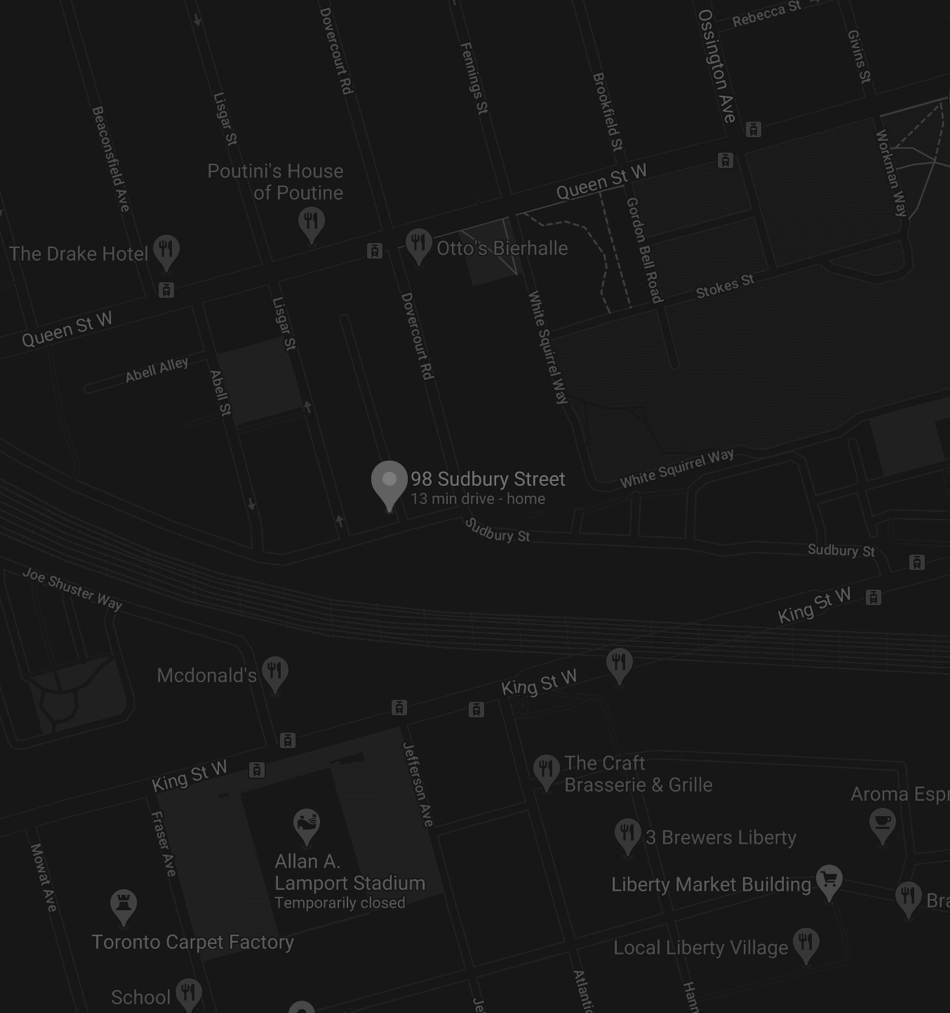 Rebecca St
Ossington Ave
Givins St
Dovercourt Rd
Fennings St
Brookfield St
Lisgar St
Beaconsfield Ave
Workman Way
Poutini's House
of Poutine
Queen St W
Gordon Bell Road
The Drake Hotel
Otto's Bierhalle
Stokes St
Queen St W
Lisgar St
Dovercourt Rd
White Squirrel Way
Abell Alley
Abell St
98 Sudbury Street
13 min drive - home
White Squirrel Way
Sudbury St
Sudbury St
Joe Shuster Way
King St W
Mcdonald's
King St W
King St W
Jefferson Ave
The Craft
Brasserie & Grille
Aroma Espr
Fraser Ave
3 Brewers Liberty
Mowat Ave
Allan A.
Lamport Stadium
Temporarily closed
Liberty Market Building
Bra
Toronto Carpet Factory
Local Liberty Village
School
Je
Atlantic
Hann